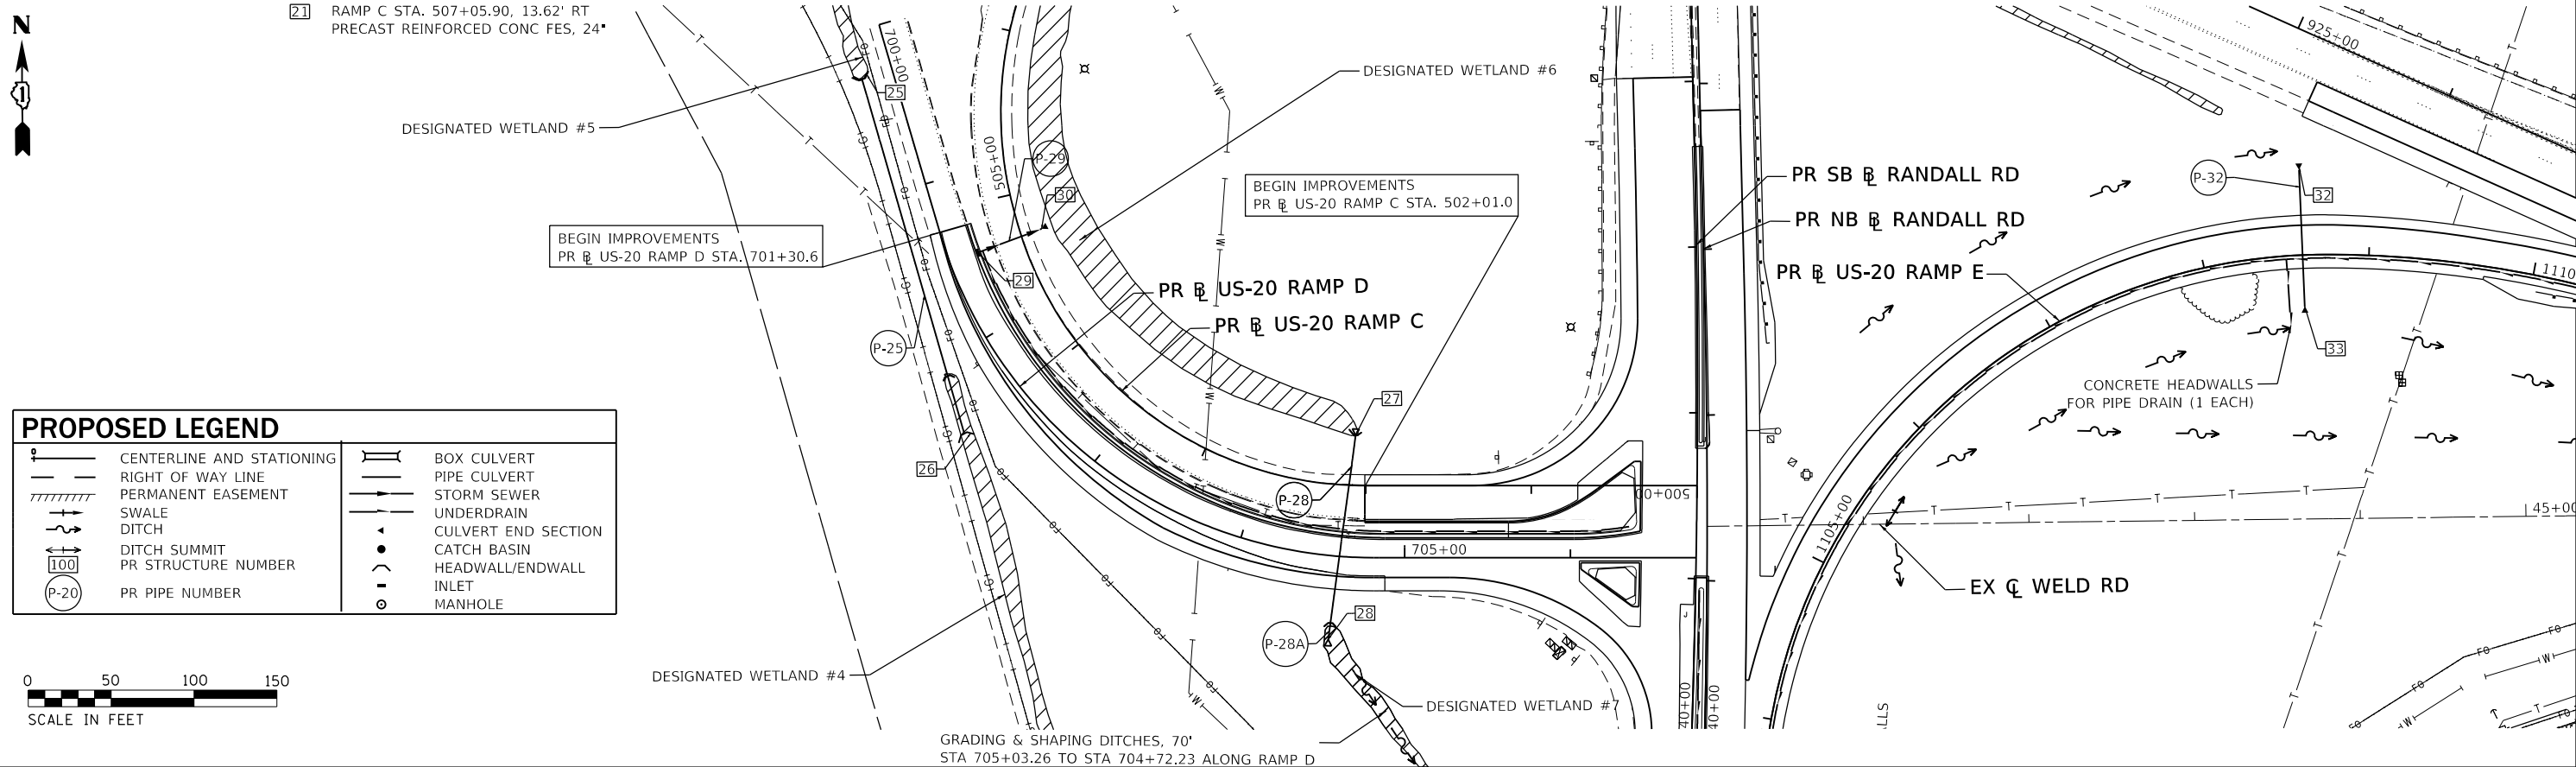 21 RAMP C STA. 507+05.90, 13.62' RT
PRECAST REINFORCED CONC FES, 24"
N
1
DESIGNATED WETLAND #5
DESIGNATED WETLAND #6
700+00
25
505+00
P-29
30
29
BEGIN IMPROVEMENTS
PR ℄ US-20 RAMP D STA. 701+30.6
BEGIN IMPROVEMENTS
PR ℄ US-20 RAMP C STA. 502+01.0
PR ℄ US-20 RAMP D
PR ℄ US-20 RAMP C
P-25
26
27
P-28
500+00
705+00
28
P-28A
DESIGNATED WETLAND #4
DESIGNATED WETLAND #7
GRADING & SHAPING DITCHES, 70'
STA 705+03.26 TO STA 704+72.23 ALONG RAMP D
925+00
PR SB ℄ RANDALL RD
PR NB ℄ RANDALL RD
PR ℄ US-20 RAMP E
P-32
32
33
1110
CONCRETE HEADWALLS
FOR PIPE DRAIN (1 EACH)
1105+00
45+00
EX ℄ WELD RD
40+00
40+00
LLS
PROPOSED LEGEND
CENTERLINE AND STATIONING
RIGHT OF WAY LINE
PERMANENT EASEMENT
SWALE
DITCH
DITCH SUMMIT
100 PR STRUCTURE NUMBER
P-20 PR PIPE NUMBER
BOX CULVERT
PIPE CULVERT
STORM SEWER
UNDERDRAIN
CULVERT END SECTION
CATCH BASIN
HEADWALL/ENDWALL
INLET
MANHOLE
0 50 100 150
SCALE IN FEET